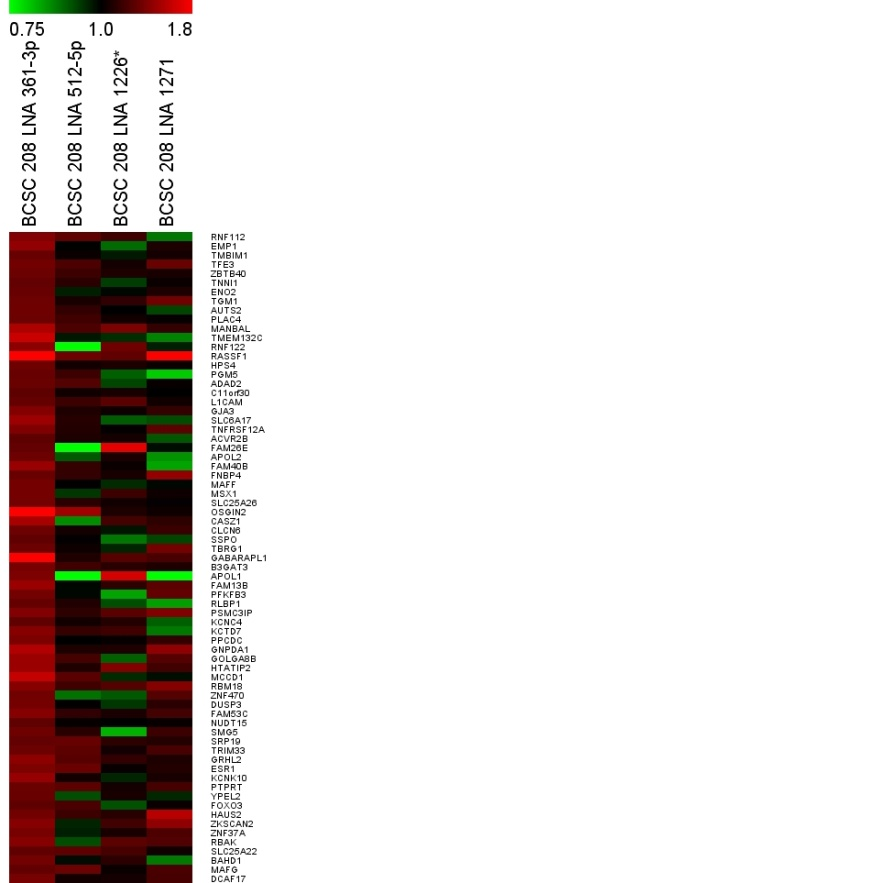 0.75 1.0 1.8
BCSC 208 LNA 361-3p
BCSC 208 LNA 512-5p
BCSC 208 LNA 1226*
BCSC 208 LNA 1271
RNF112
EMP1
TMBIM1
TFE3
ZBTB40
TNNI1
ENO2
TGM1
AUTS2
PLAC4
MANBAL
TMEM132C
RNF122
RASSF1
HPS4
PGM5
ADAD2
C11orf30
L1CAM
GJA3
SLC6A17
TNFRSF12A
ACVR2B
FAM26E
APOL2
FAM40B
FNBP4
MAFF
MSX1
SLC25A26
OSGIN2
CASZ1
CLCN6
SSPO
TBRG1
GABARAPL1
B3GAT3
APOL1
FAM13B
PFKFB3
RLBP1
PSMC3IP
KCNC4
KCTD7
PPCDC
GNPDA1
GOLGA8B
HTATIP2
MCCD1
RBM18
ZNF470
DUSP3
FAM53C
NUDT15
SMG5
SRP19
TRIM33
GRHL2
ESR1
KCNK10
PTPRT
YPEL2
FOXO3
HAUS2
ZKSCAN2
ZNF37A
RBAK
SLC25A22
BAHD1
MAFG
DCAF17